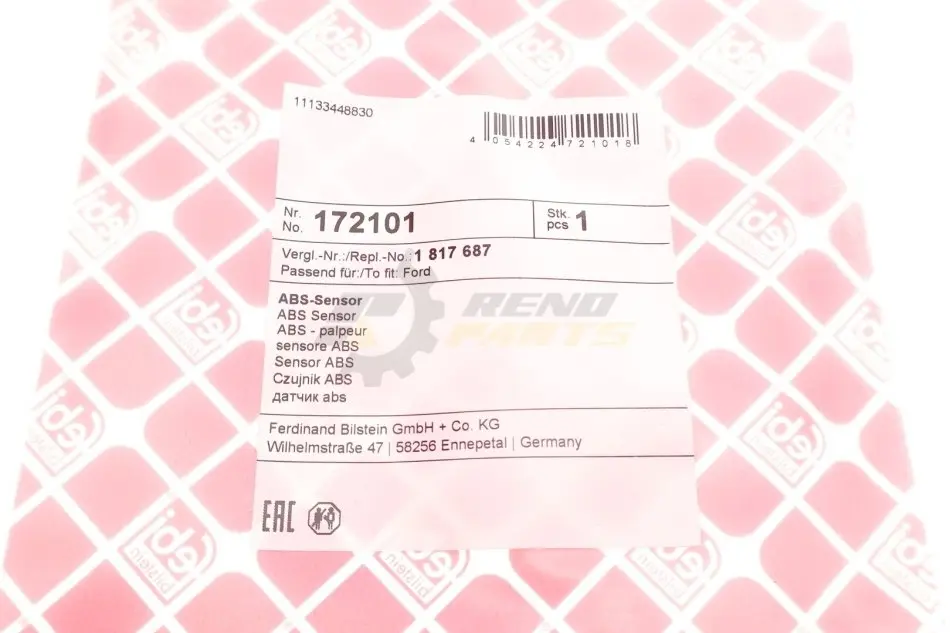 11133448830
4 054224 721018
Nr.
No. 172101
Stk.
pcs 1
Vergl.-Nr.:/Repl.-No.: 1 817 687
Passend für:/To fit: Ford
ABS-Sensor
ABS Sensor
ABS - palpeur
sensore ABS
Sensor ABS
Czujnik ABS
датчик abs
Ferdinand Bilstein GmbH + Co. KG
Wilhelmstraße 47 | 58256 Ennepetal | Germany
EAC
RENO
PARTS
febi
bilstein